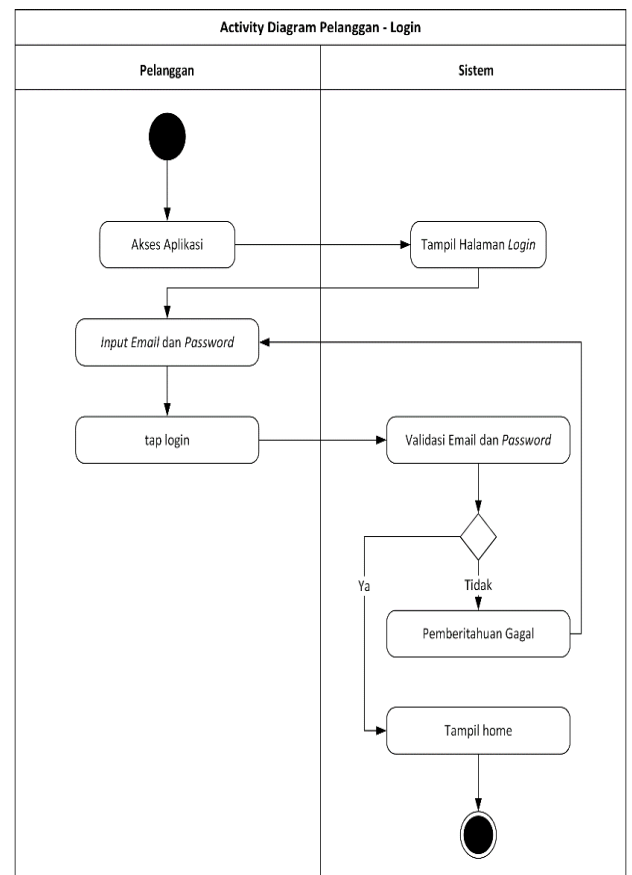 Activity Diagram Pelanggan - Login
Pelanggan
Sistem
Akses Aplikasi
Tampil Halaman Login
Input Email dan Password
tap login
Validasi Email dan Password
Ya
Tidak
Pemberitahuan Gagal
Tampil home